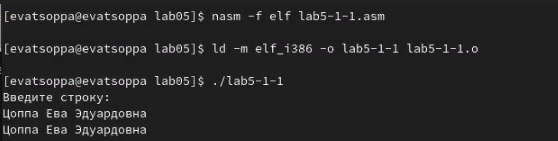 [evatsoppa@evatsoppa lab05]$ nasm -f elf lab5-1-1.asm
[evatsoppa@evatsoppa lab05]$ ld -m elf_i386 -o lab5-1-1 lab5-1-1.o
[evatsoppa@evatsoppa lab05]$ ./lab5-1-1
Введите строку:
Цоппа Ева Эдуардовна
Цоппа Ева Эдуардовна